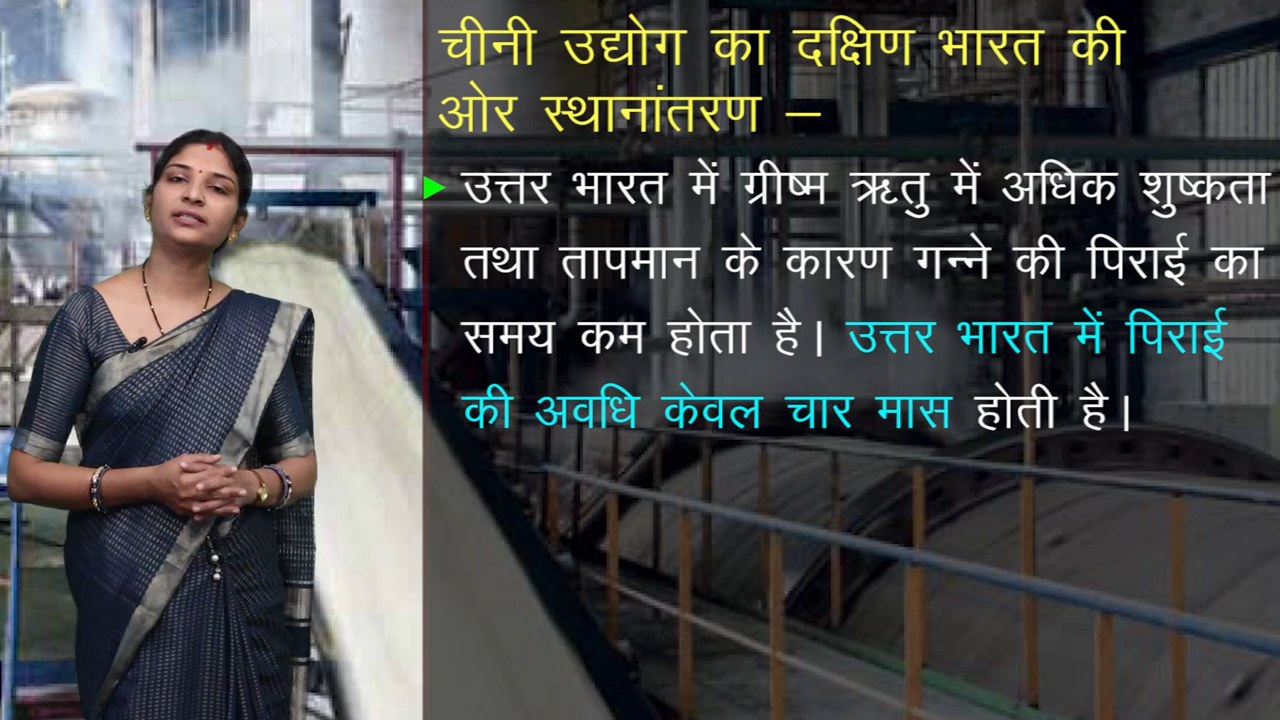 चीनी उद्योग का दक्षिण भारत की
ओर स्थानांतरण –
उत्तर भारत में ग्रीष्म ऋतु में अधिक शुष्कता
तथा तापमान के कारण गन्ने की पिराई का
समय कम होता है। उत्तर भारत में पिराई
की अवधि केवल चार मास होती है।